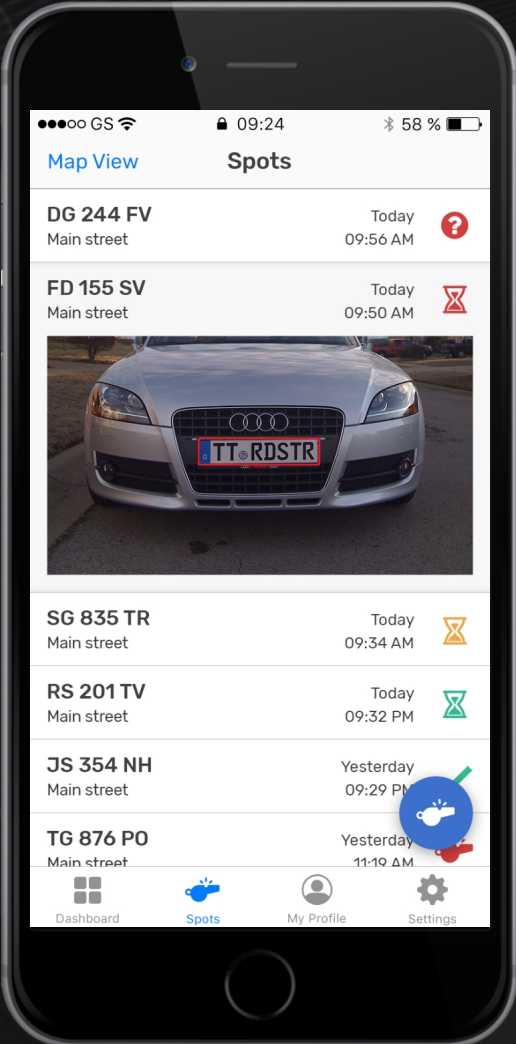 GS 09:24 58 %
Map View Spots
DG 244 FV Today
Main street 09:56 AM
?
FD 155 SV Today
Main street 09:50 AM
D TT RDSTR
SG 835 TR Today
Main street 09:34 AM
RS 201 TV Today
Main street 09:32 PM
JS 354 NH Yesterday
Main street 09:29 PM
TG 876 PO Yesterday
Main street 11:19 AM
Dashboard Spots My Profile Settings